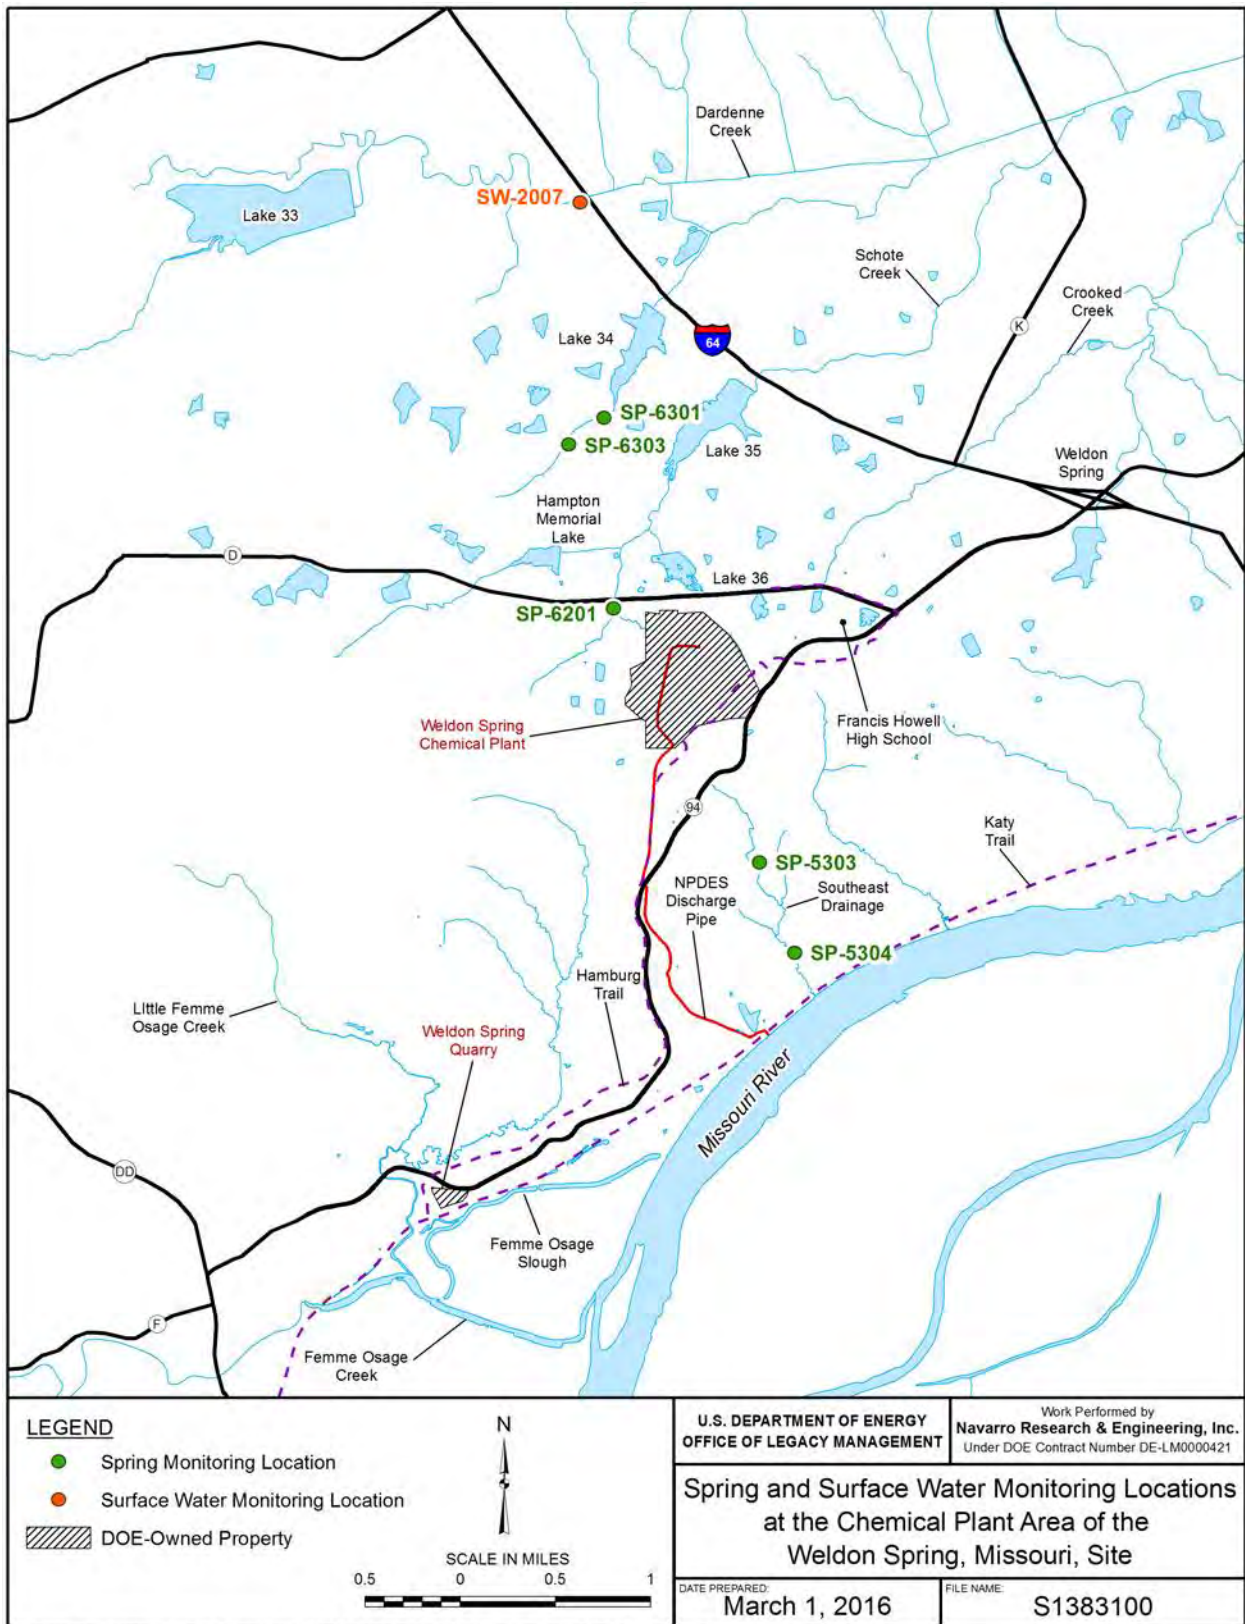 Dardenne
Creek
SW-2007
Lake 33
Schote
Creek
Crooked
Creek
K
Lake 34
64
SP-6301
SP-6303
Lake 35
Weldon
Spring
Hampton
Memorial
Lake
D
Lake 36
SP-6201
Weldon Spring
Chemical Plant
Francis Howell
High School
94
Katy
Trail
SP-5303
NPDES
Discharge
Pipe
Southeast
Drainage
SP-5304
Hamburg
Trail
LIttle Femme
Osage Creek
Weldon Spring
Quarry
Missouri River
DD
Femme Osage
Slough
F
Femme Osage
Creek
LEGEND
Spring Monitoring Location
Surface Water Monitoring Location
DOE-Owned Property
N
SCALE IN MILES
0.5 0 0.5 1
U.S. DEPARTMENT OF ENERGY
OFFICE OF LEGACY MANAGEMENT
Work Performed by
Navarro Research & Engineering, Inc.
Under DOE Contract Number DE-LM0000421
Spring and Surface Water Monitoring Locations
at the Chemical Plant Area of the
Weldon Spring, Missouri, Site
DATE PREPARED:
March 1, 2016
FILE NAME:
S1383100